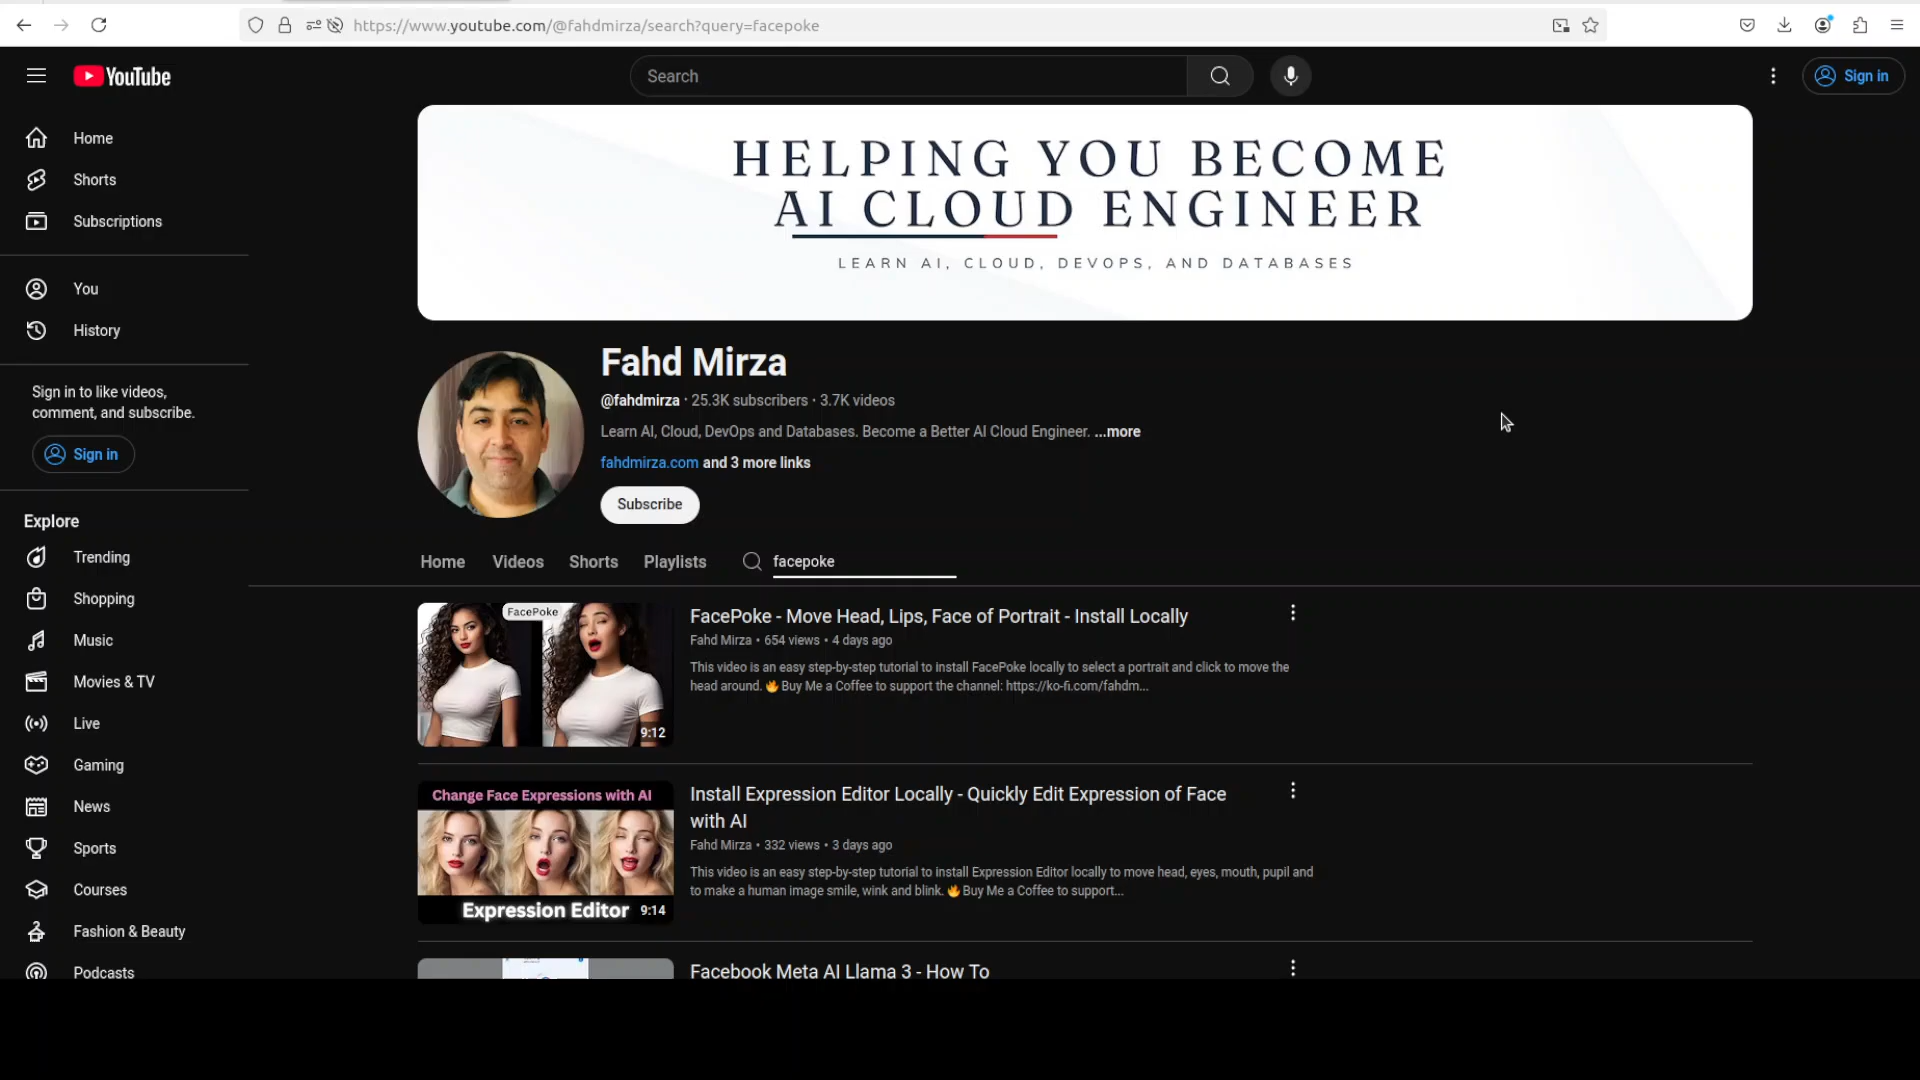 https://www.youtube.com/@fahdmirza/search?query=facepoke
YouTube
Search
Sign in
Home
Shorts
Subscriptions
You
History
Sign in to like videos,
comment, and subscribe.
Sign in
Explore
Trending
Shopping
Music
Movies & TV
Live
Gaming
News
Sports
Courses
Fashion & Beauty
Podcasts
HELPING YOU BECOME
AI CLOUD ENGINEER
LEARN AI, CLOUD, DEVOPS, AND DATABASES
Fahd Mirza
@fahdmirza · 25.3K subscribers · 3.7K videos
Learn AI, Cloud, DevOps and Databases. Become a Better AI Cloud Engineer. ...more
fahdmirza.com and 3 more links
Subscribe
Home Videos Shorts Playlists facepoke
FacePoke
9:12
FacePoke - Move Head, Lips, Face of Portrait - Install Locally
Fahd Mirza • 654 views • 4 days ago
This video is an easy step-by-step tutorial to install FacePoke locally to select a portrait and click to move the
head around. 🔥Buy Me a Coffee to support the channel: https://ko-fi.com/fahdm...
Change Face Expressions with AI
Expression Editor 9:14
Install Expression Editor Locally - Quickly Edit Expression of Face
with AI
Fahd Mirza • 332 views • 3 days ago
This video is an easy step-by-step tutorial to install Expression Editor locally to move head, eyes, mouth, pupil and
to make a human image smile, wink and blink. 🔥Buy Me a Coffee to support...
Facebook Meta AI Llama 3 - How To